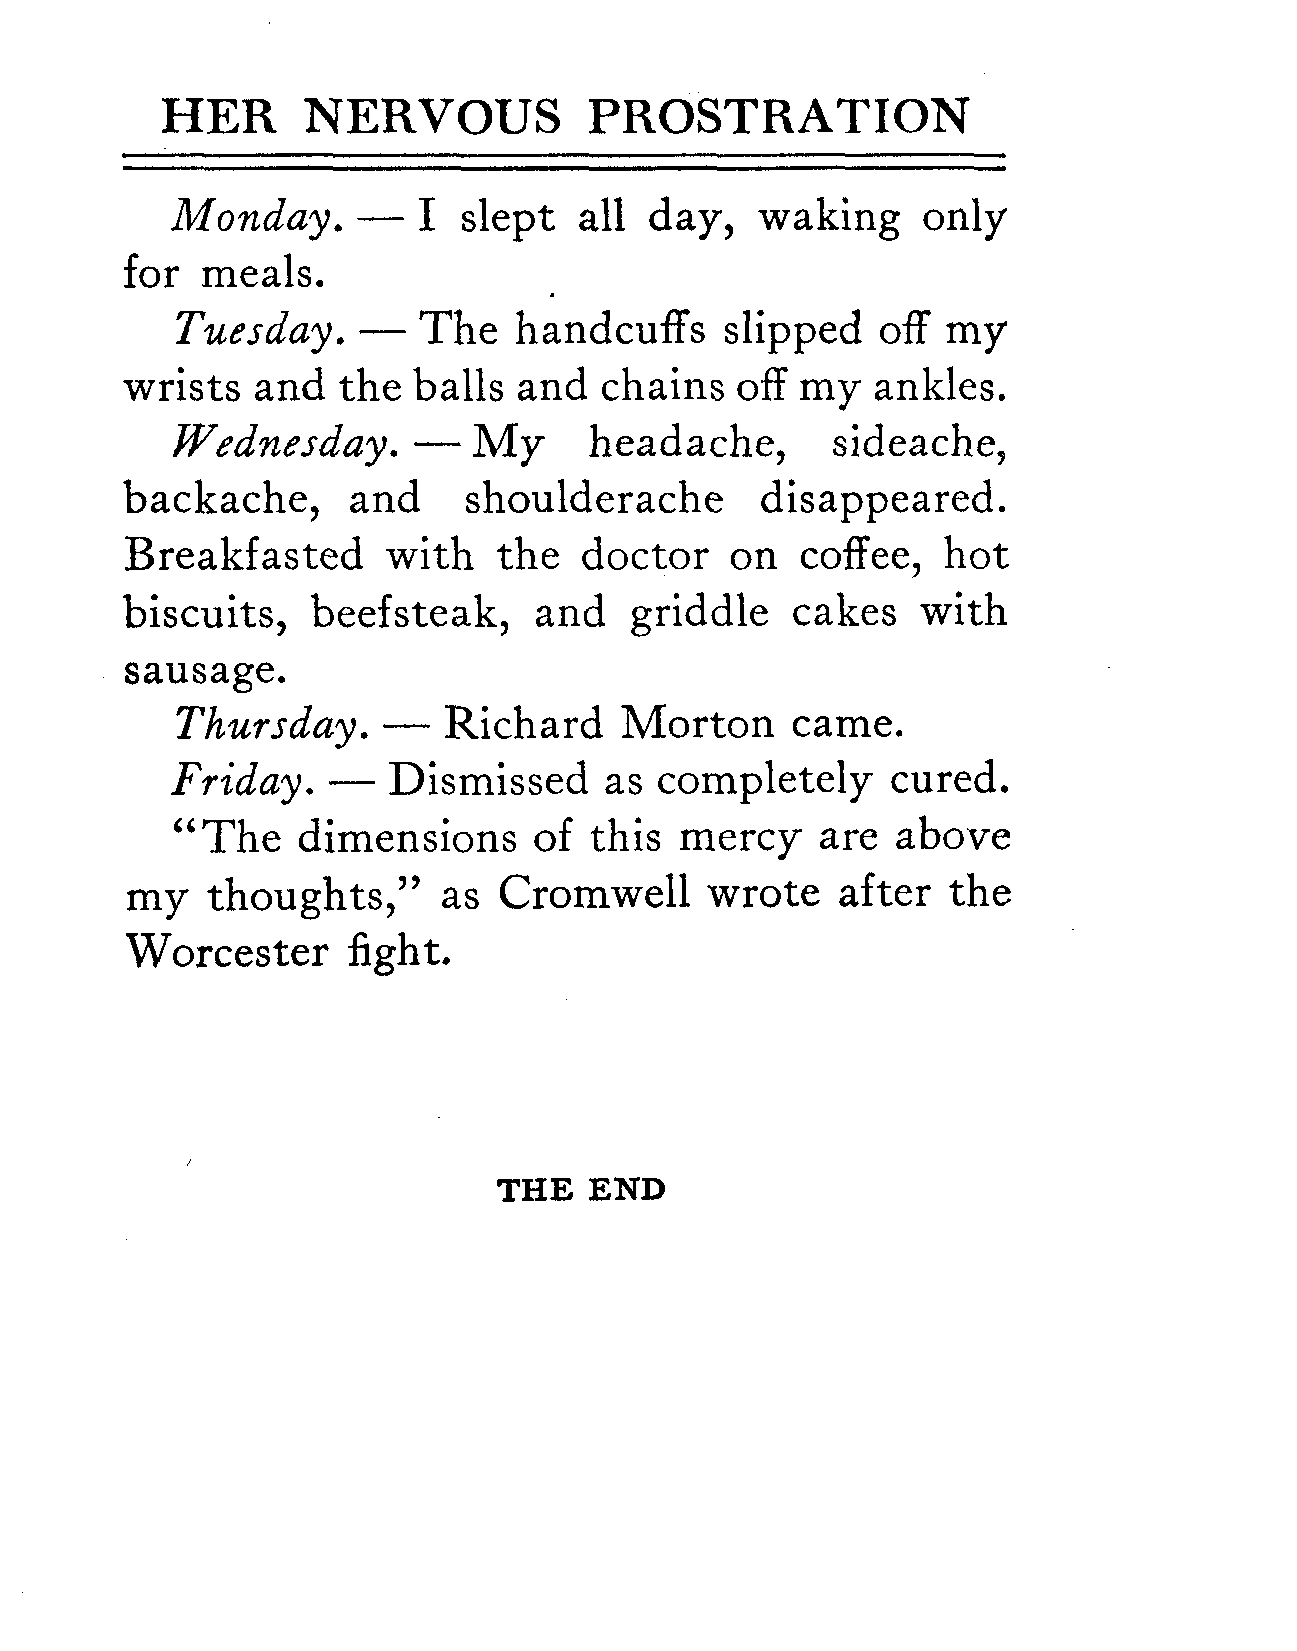 HER NERVOUS PROSTRATION
Monday. — I slept all day, waking only
for meals.
Tuesday. — The handcuffs slipped off my
wrists and the balls and chains off my ankles.
Wednesday. — My headache, sideache,
backache, and shoulderache disappeared.
Breakfasted with the doctor on coffee, hot
biscuits, beefsteak, and griddle cakes with
sausage.
Thursday. — Richard Morton came.
Friday. — Dismissed as completely cured.
“The dimensions of this mercy are above
my thoughts,” as Cromwell wrote after the
Worcester fight.
THE END